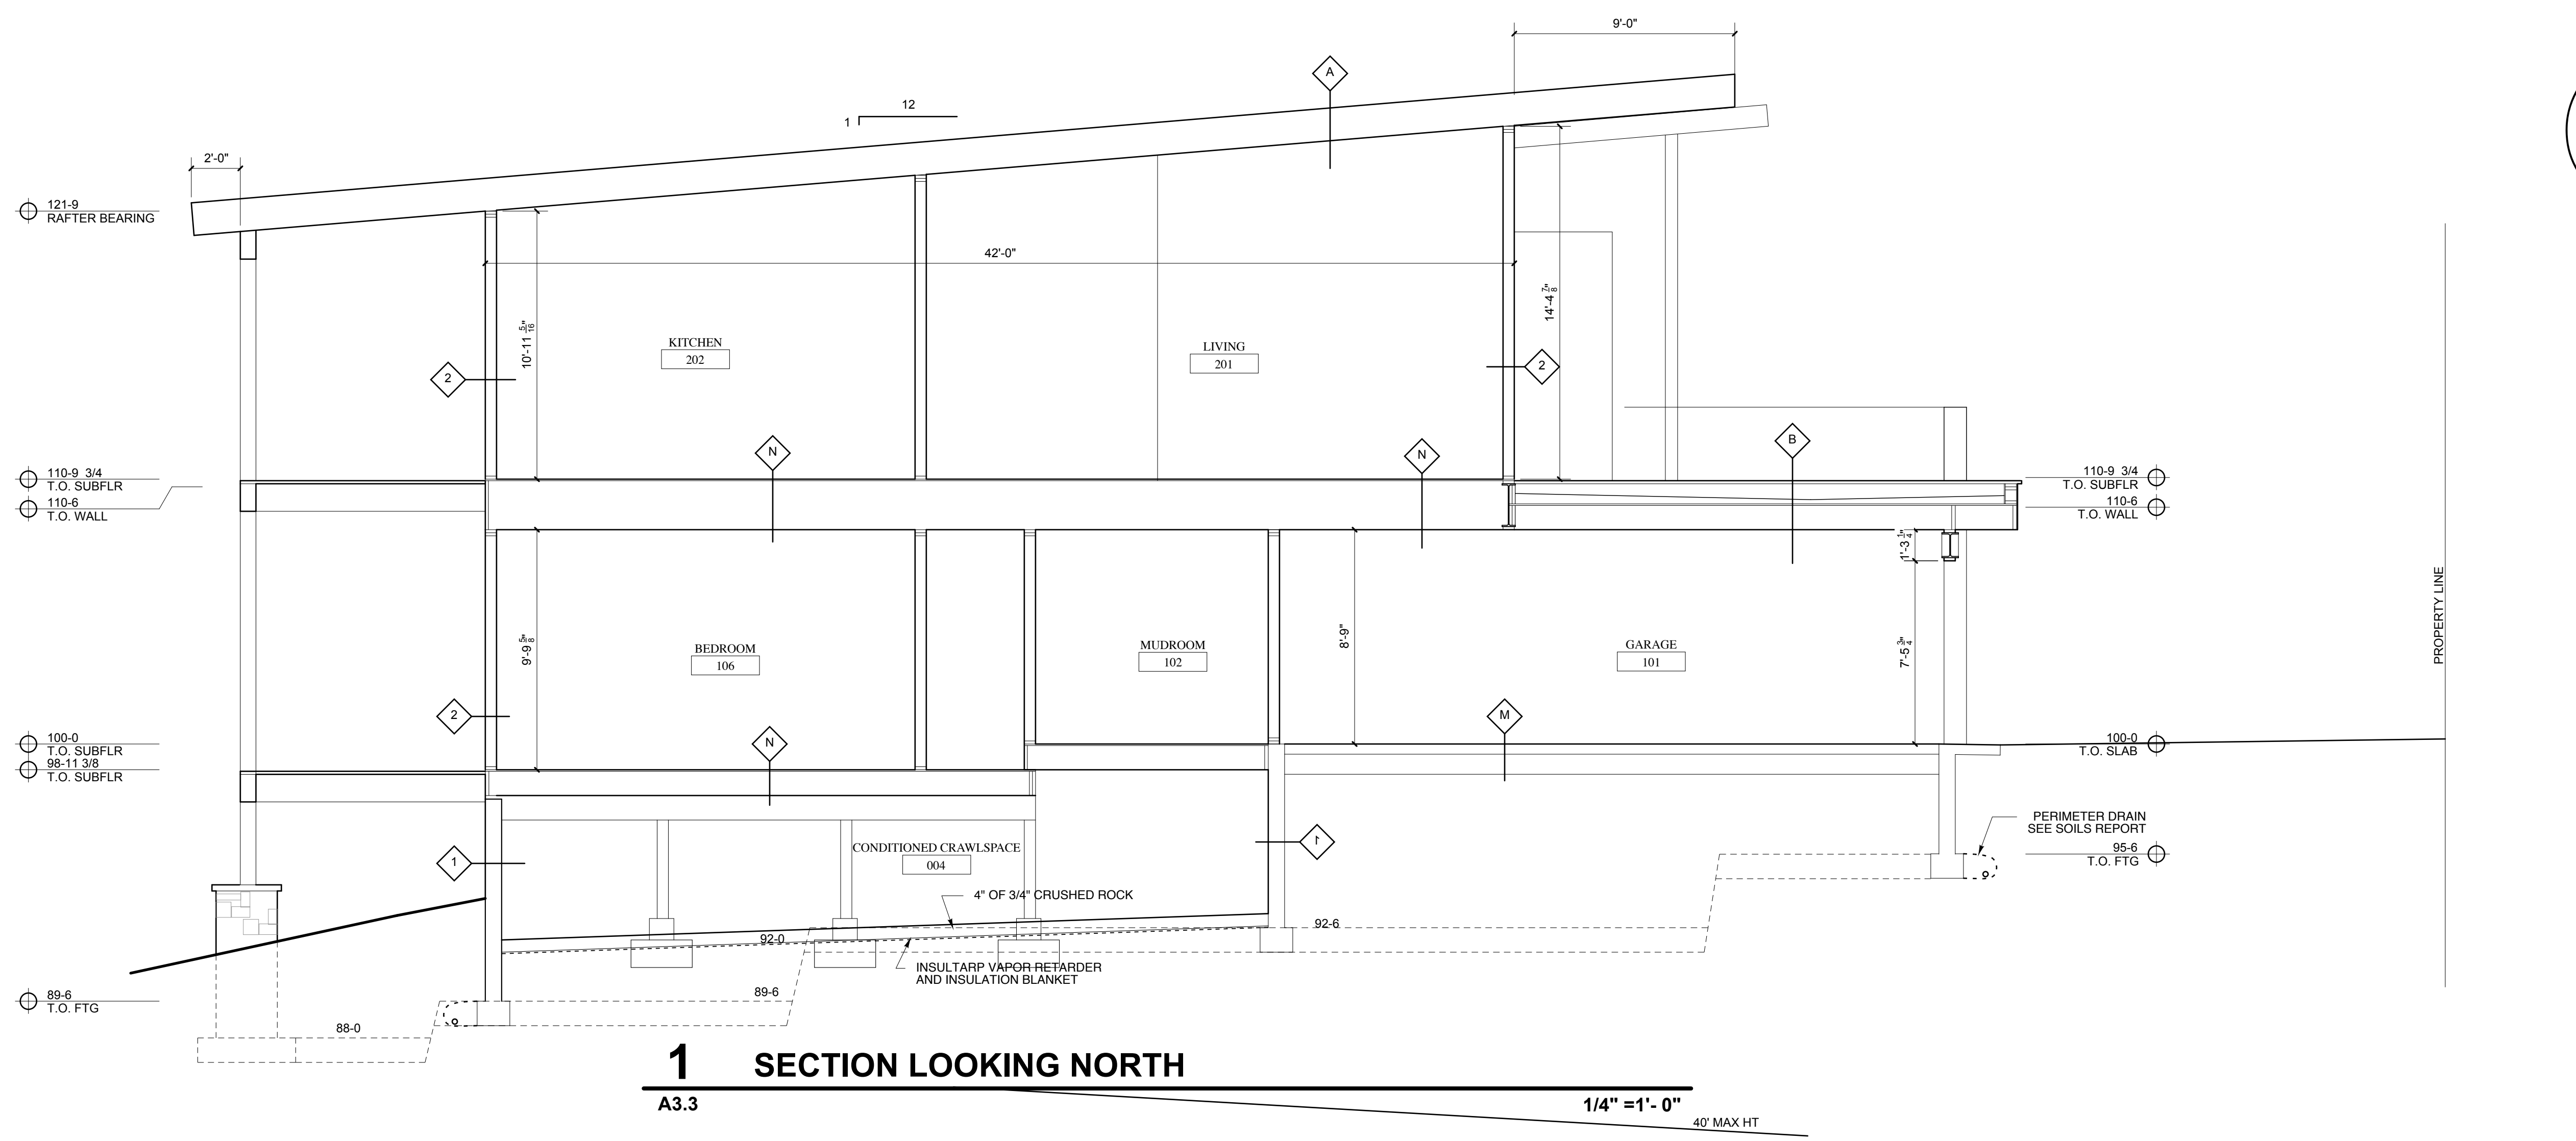 9'-0"
A
12
1
2'-0"
121-9
RAFTER BEARING
42'-0"
10'-11 5/16"
14'-4 7/8"
KITCHEN
202
LIVING
201
2
2
N
N
B
110-9 3/4
T.O. SUBFLR
110-6
T.O. WALL
110-9 3/4
T.O. SUBFLR
110-6
T.O. WALL
1'-3 1/4"
9'-9 5/8"
8'-9"
7'-5 3/4"
PROPERTY LINE
BEDROOM
106
MUDROOM
102
GARAGE
101
2
N
M
100-0
T.O. SUBFLR
98-11 3/8
T.O. SUBFLR
100-0
T.O. SLAB
PERIMETER DRAIN
SEE SOILS REPORT
95-6
T.O. FTG
1
1
CONDITIONED CRAWLSPACE
004
4" OF 3/4" CRUSHED ROCK
92-6
92-0
INSULTARP VAPOR RETARDER
AND INSULATION BLANKET
89-6
89-6
T.O. FTG
88-0
1 SECTION LOOKING NORTH
A3.3
1/4" =1'- 0"
40' MAX HT